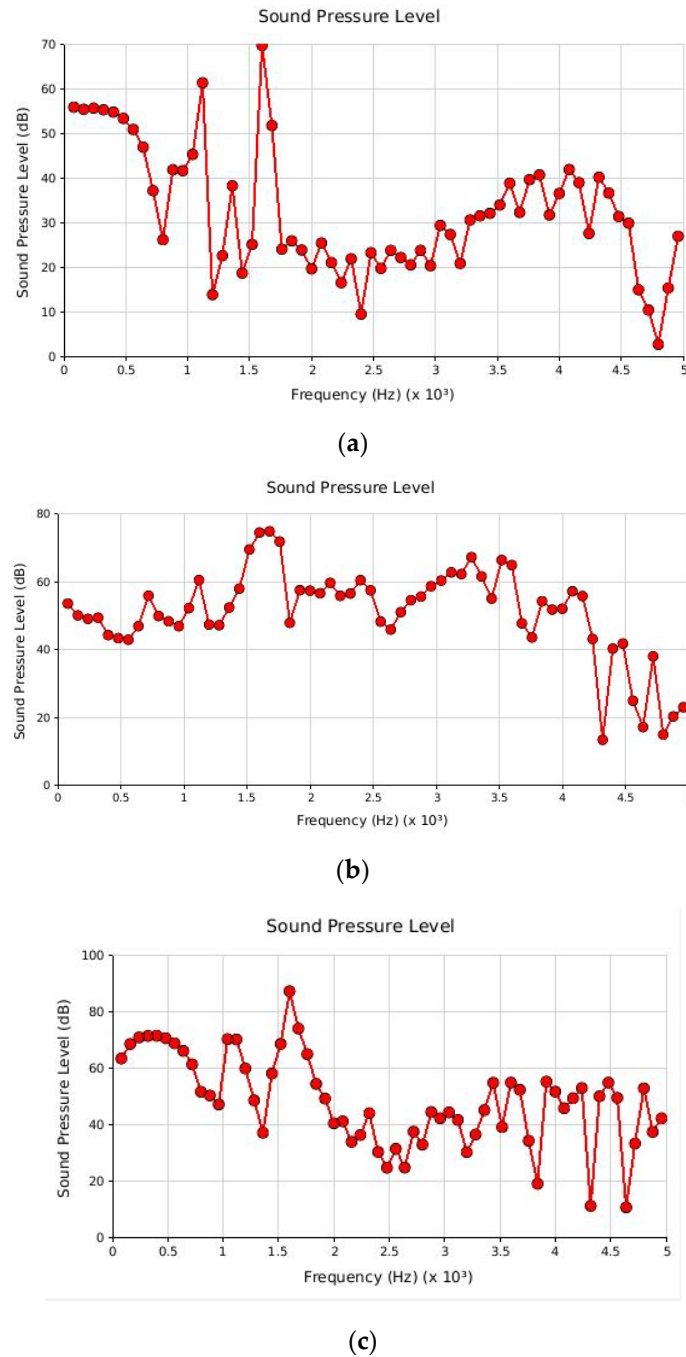 Sound Pressure Level
Sound Pressure Level (dB)
70
60
50
40
30
20
10
0
0 0.5 1 1.5 2 2.5 3 3.5 4 4.5 5
Frequency (Hz) (x 10³)
(a)
Sound Pressure Level
Sound Pressure Level (dB)
80
60
40
20
0
0 0.5 1 1.5 2 2.5 3 3.5 4 4.5
Frequency (Hz) (x 10³)
(b)
Sound Pressure Level
Sound Pressure Level (dB)
100
80
60
40
20
0
0 0.5 1 1.5 2 2.5 3 3.5 4 4.5 5
Frequency (Hz) (x 10³)
(c)